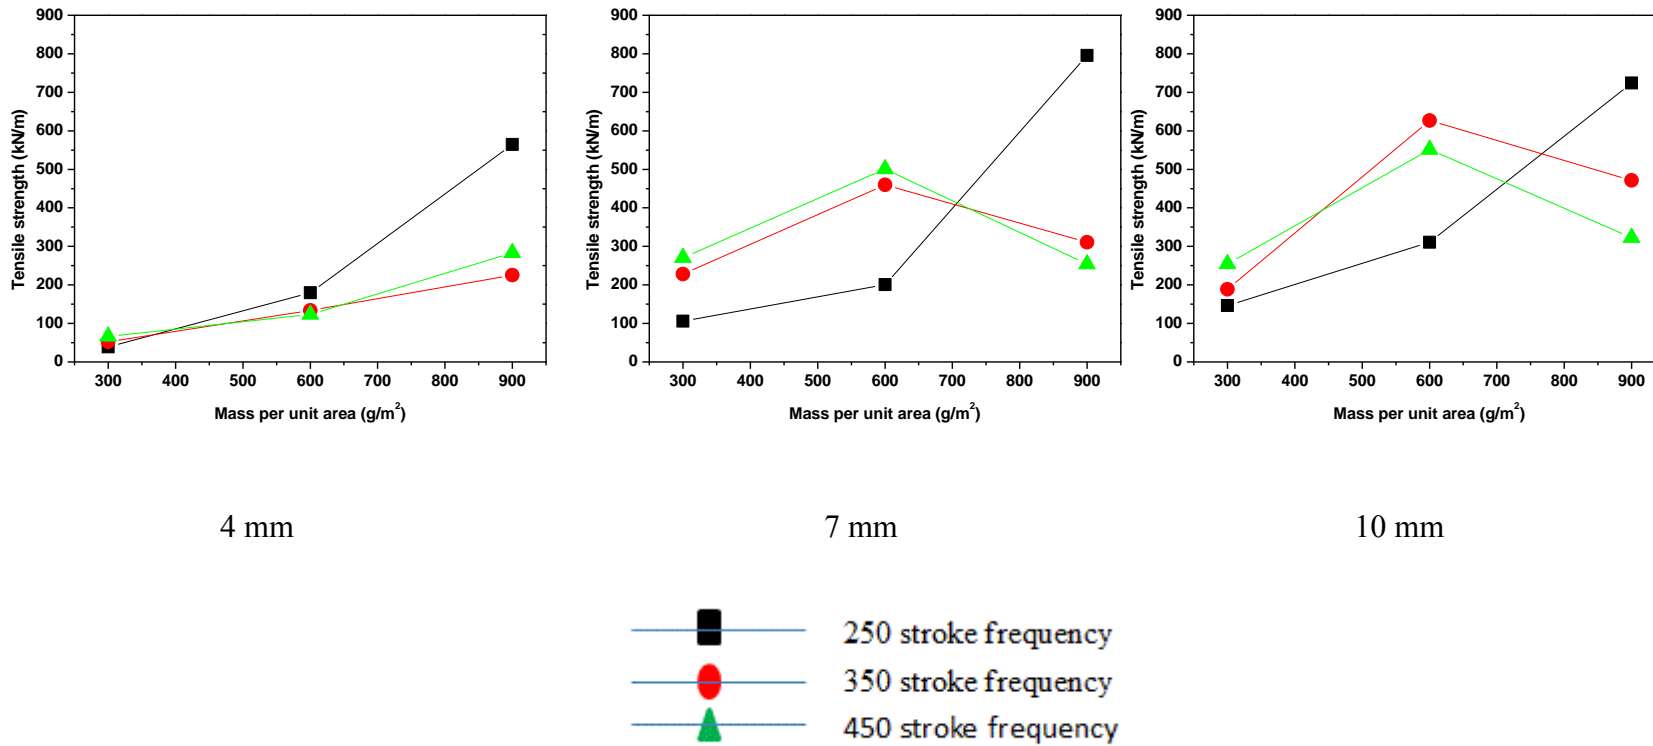 900
800
700
600
500
400
300
200
100
0
Tensile strength (kN/m)
300 400 500 600 700 800 900
Mass per unit area (g/m²)
900
800
700
600
500
400
300
200
100
0
Tensile strength (kN/m)
300 400 500 600 700 800 900
Mass per unit area (g/m²)
900
800
700
600
500
400
300
200
100
0
Tensile strength (kN/m)
300 400 500 600 700 800 900
Mass per unit area (g/m²)
4 mm
7 mm
10 mm
250 stroke frequency
350 stroke frequency
450 stroke frequency